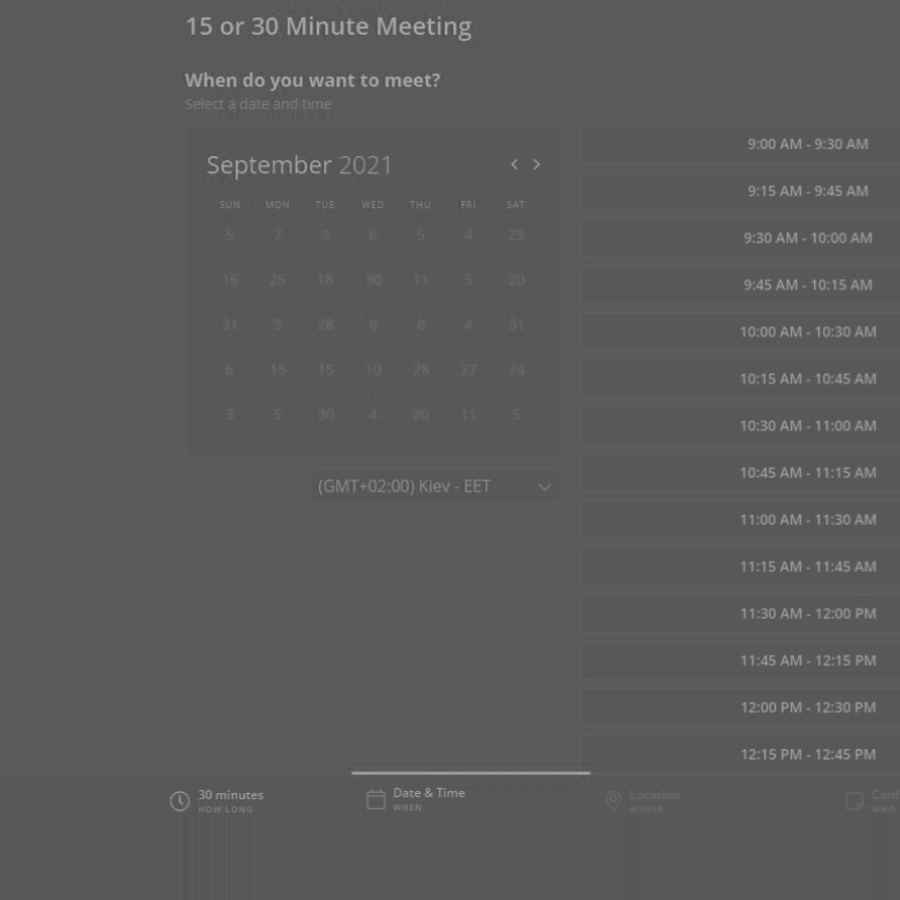 15 or 30 Minute Meeting
When do you want to meet?
Select a date and time
September 2021
SUN MON TUE WED THU FRI SAT
5 7 9 6 5 4 25
16 25 18 30 11 5 20
31 3 28 8 8 4 31
6 15 15 10 28 27 24
3 5 30 4 20 11 5
(GMT+02:00) Kiev - EET
9:00 AM - 9:30 AM
9:15 AM - 9:45 AM
9:30 AM - 10:00 AM
9:45 AM - 10:15 AM
10:00 AM - 10:30 AM
10:15 AM - 10:45 AM
10:30 AM - 11:00 AM
10:45 AM - 11:15 AM
11:00 AM - 11:30 AM
11:15 AM - 11:45 AM
11:30 AM - 12:00 PM
11:45 AM - 12:15 PM
12:00 PM - 12:30 PM
12:15 PM - 12:45 PM
30 minutes
HOW LONG
Date & Time
WHEN
Location
WHERE
Conf
WHO